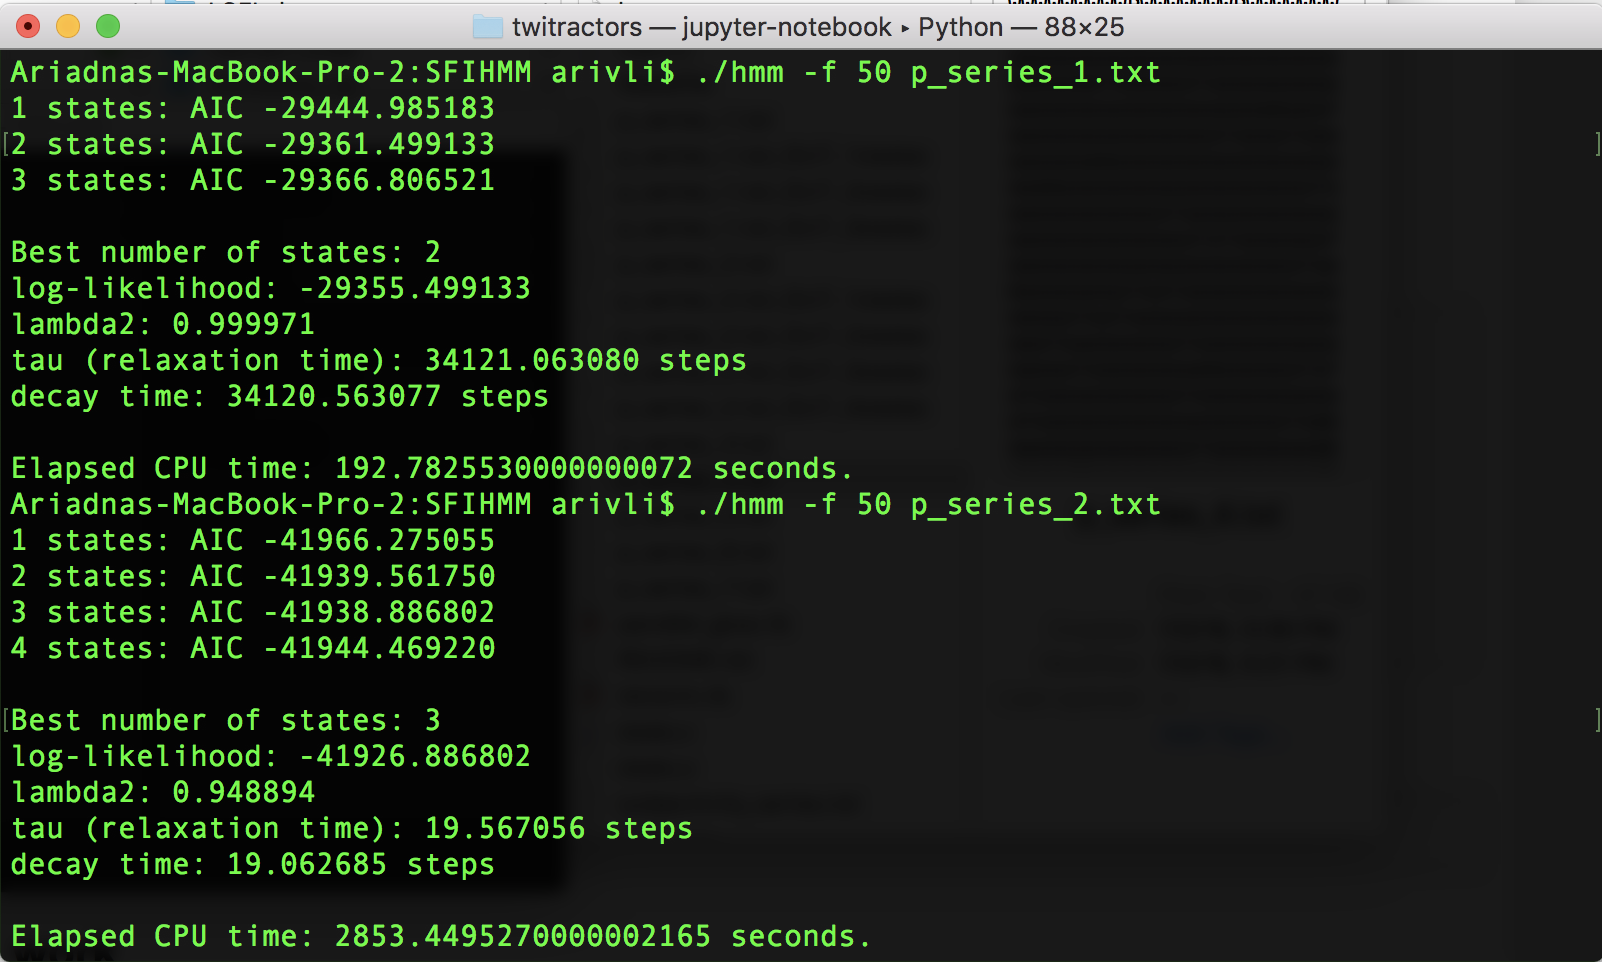 twitractors — jupyter-notebook ▸ Python — 88×25
Ariadnas-MacBook-Pro-2:SFIHMM arivli$ ./hmm -f 50 p_series_1.txt
1 states: AIC -29444.985183
[2 states: AIC -29361.499133 ]
3 states: AIC -29366.806521
Best number of states: 2
log-likelihood: -29355.499133
lambda2: 0.999971
tau (relaxation time): 34121.063080 steps
decay time: 34120.563077 steps
Elapsed CPU time: 192.7825530000000072 seconds.
Ariadnas-MacBook-Pro-2:SFIHMM arivli$ ./hmm -f 50 p_series_2.txt
1 states: AIC -41966.275055
2 states: AIC -41939.561750
3 states: AIC -41938.886802
4 states: AIC -41944.469220
[Best number of states: 3 ]
log-likelihood: -41926.886802
lambda2: 0.948894
tau (relaxation time): 19.567056 steps
decay time: 19.062685 steps
Elapsed CPU time: 2853.4495270000002165 seconds.